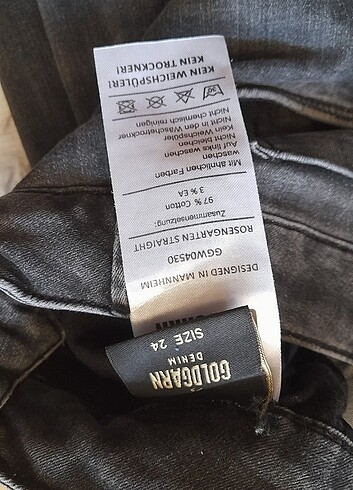 GOLDGARN
DENIM
SIZE 24
DESIGNED IN MANNHEIM
GGW04530
ROSENGARTEN STRAIGHT
Zusammensetzung:
97 % Cotton
3 % EA
Mit ähnlichen Farben
waschen
Auf links waschen
Nicht bleichen
Kein Weichspüler
Nicht in den Wäschetrockner
Nicht chemisch reinigen
30
KEIN WEICHSPÜLER!
KEIN TROCKNER!